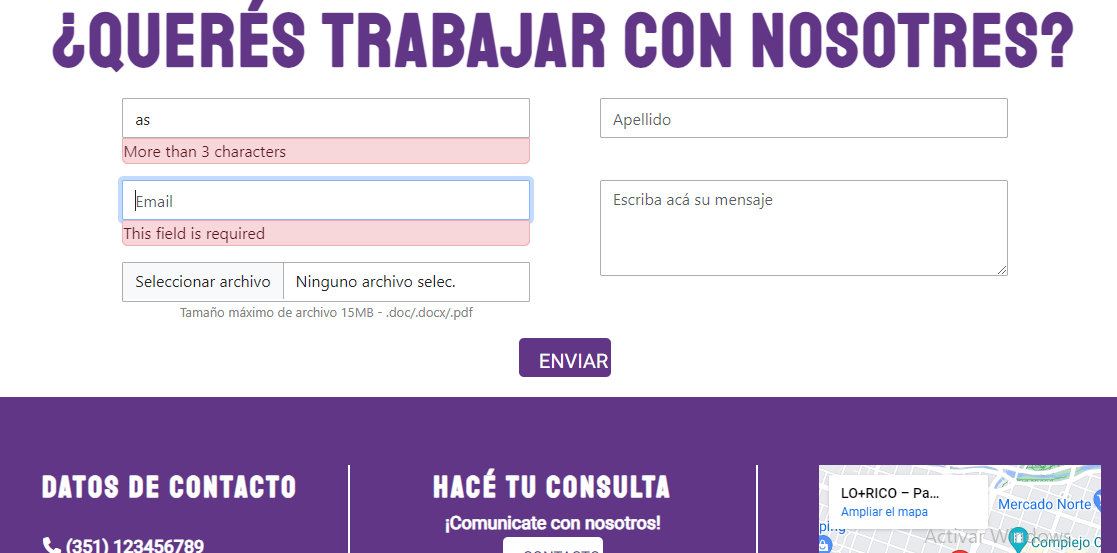 ¿QUERÉS TRABAJAR CON NOSOTRES?
as
Apellido
More than 3 characters
Email
Escriba acá su mensaje
This field is required
Seleccionar archivo Ninguno archivo selec.
Tamaño máximo de archivo 15MB - .doc/.docx/.pdf
ENVIAR
DATOS DE CONTACTO
HACÉ TU CONSULTA
LO+RICO – Pa...
Ampliar el mapa
Mercado Norte
¡Comunicate con nosotros!
(351) 123456789
CONTACTO
Activar Windows
Complejo C